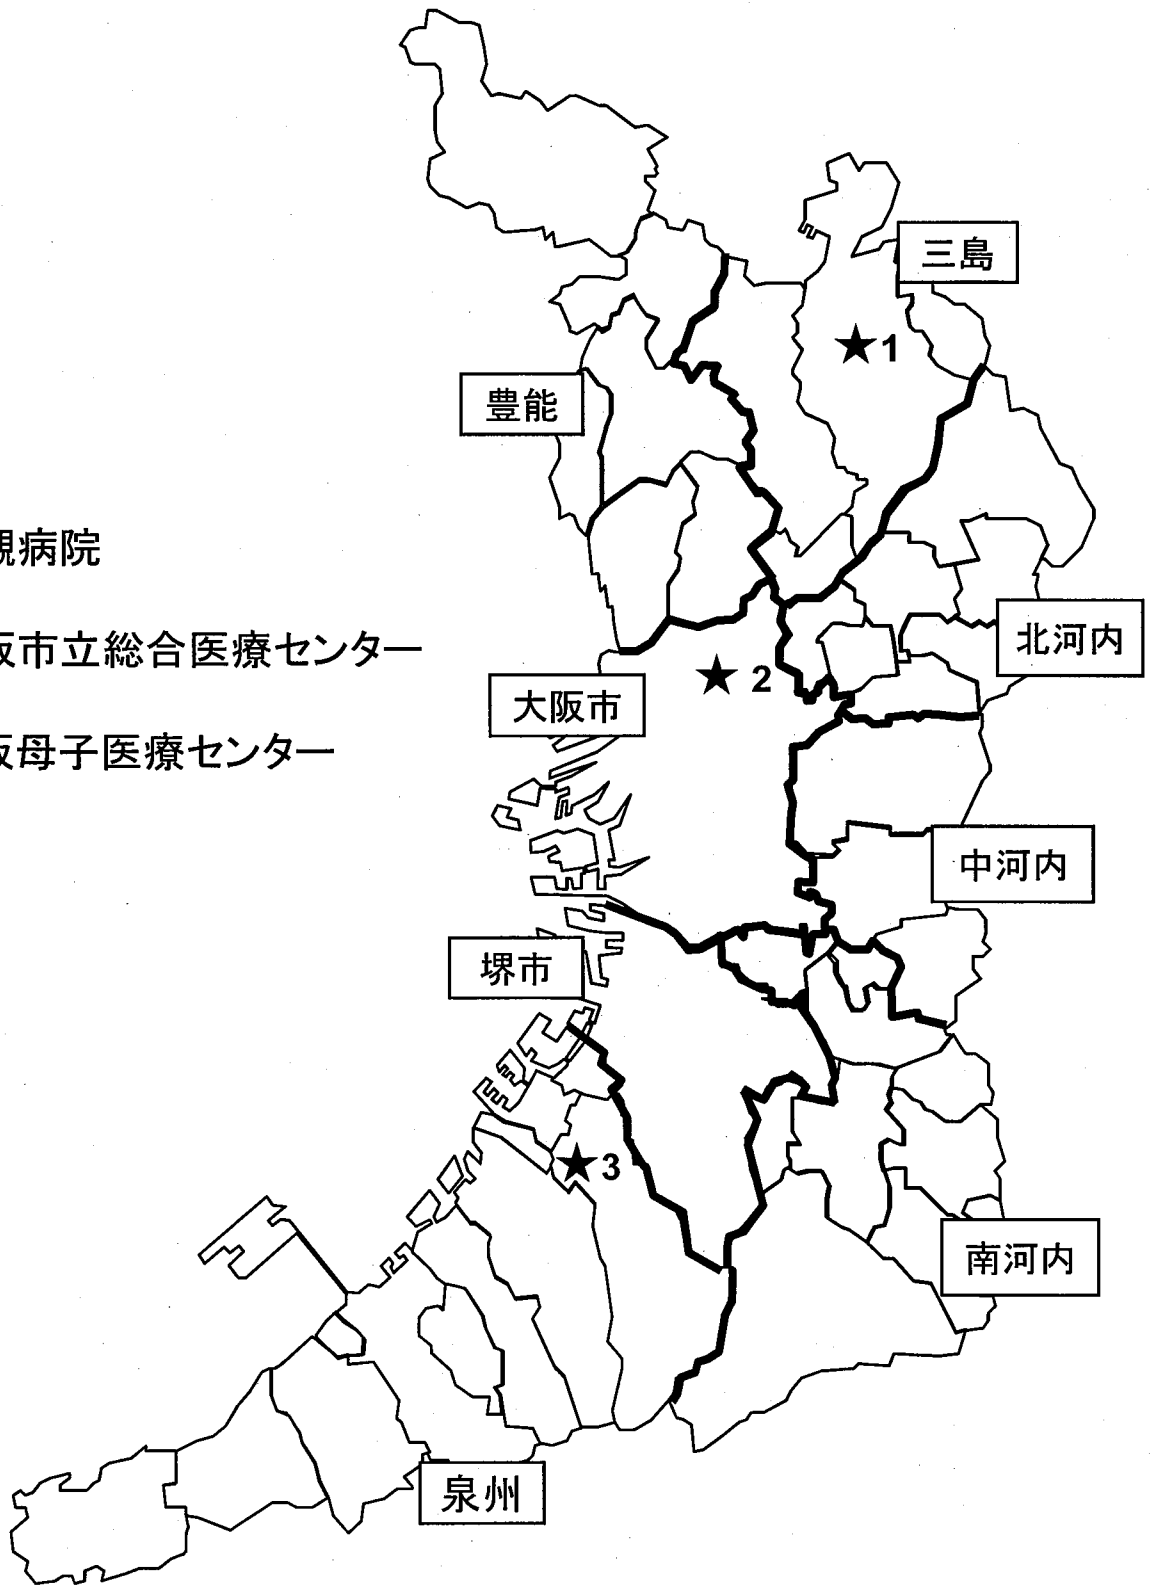 三島
★1
豊能
槻病院
阪市立総合医療センター
北河内
★2
大阪市
阪母子医療センター
中河内
堺市
★3
南河内
泉州